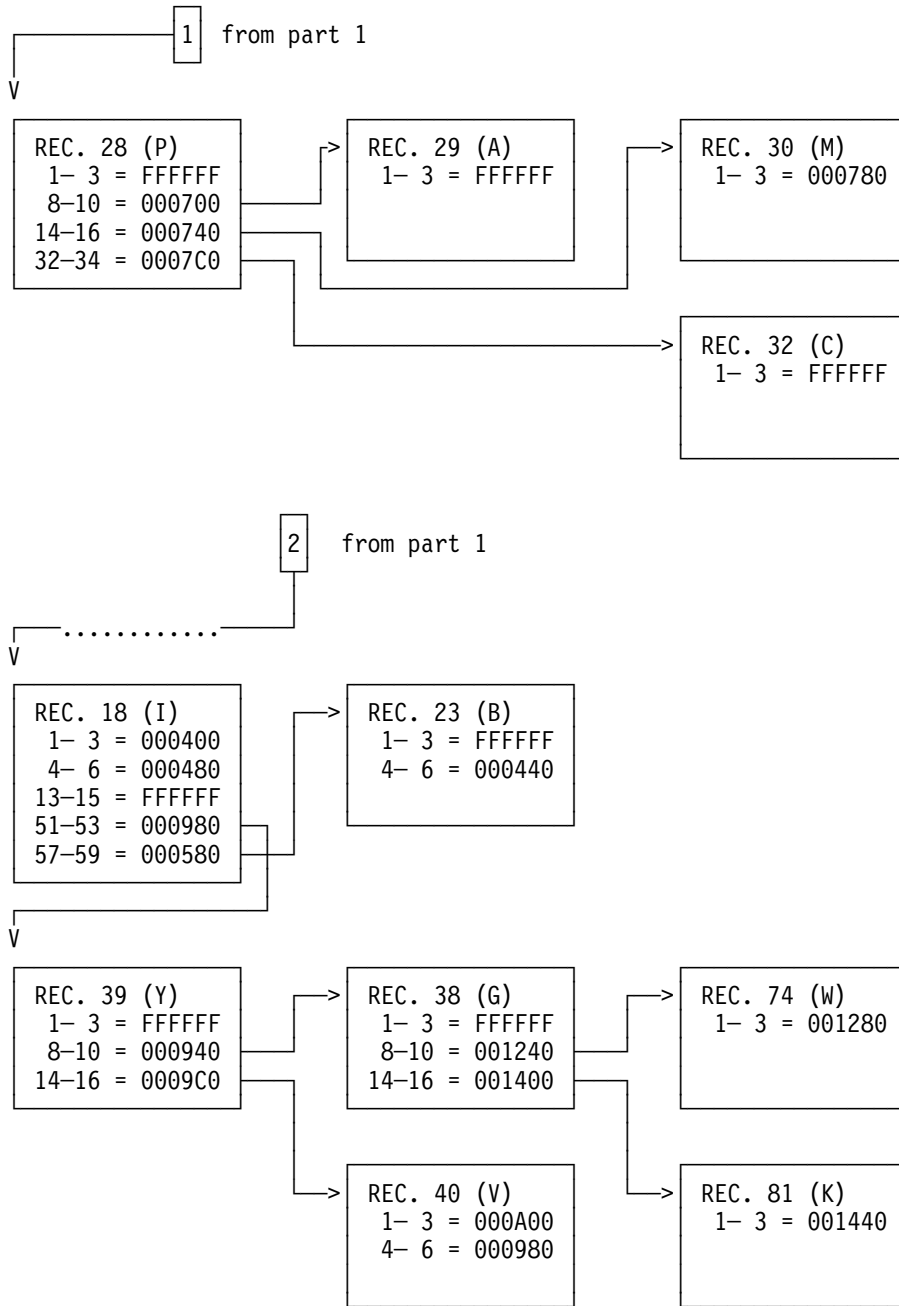 1 from part 1
V
REC. 28 (P)
1– 3 = FFFFFF
8–10 = 000700
14–16 = 000740
32–34 = 0007C0
> REC. 29 (A)
1– 3 = FFFFFF
> REC. 30 (M)
1– 3 = 000780
> REC. 32 (C)
1– 3 = FFFFFF
2 from part 1
............
V
REC. 18 (I)
1– 3 = 000400
4– 6 = 000480
13–15 = FFFFFF
51–53 = 000980
57–59 = 000580
> REC. 23 (B)
1– 3 = FFFFFF
4– 6 = 000440
V
REC. 39 (Y)
1– 3 = FFFFFF
8–10 = 000940
14–16 = 0009C0
> REC. 38 (G)
1– 3 = FFFFFF
8–10 = 001240
14–16 = 001400
> REC. 74 (W)
1– 3 = 001280
> REC. 40 (V)
1– 3 = 000A00
4– 6 = 000980
> REC. 81 (K)
1– 3 = 001440